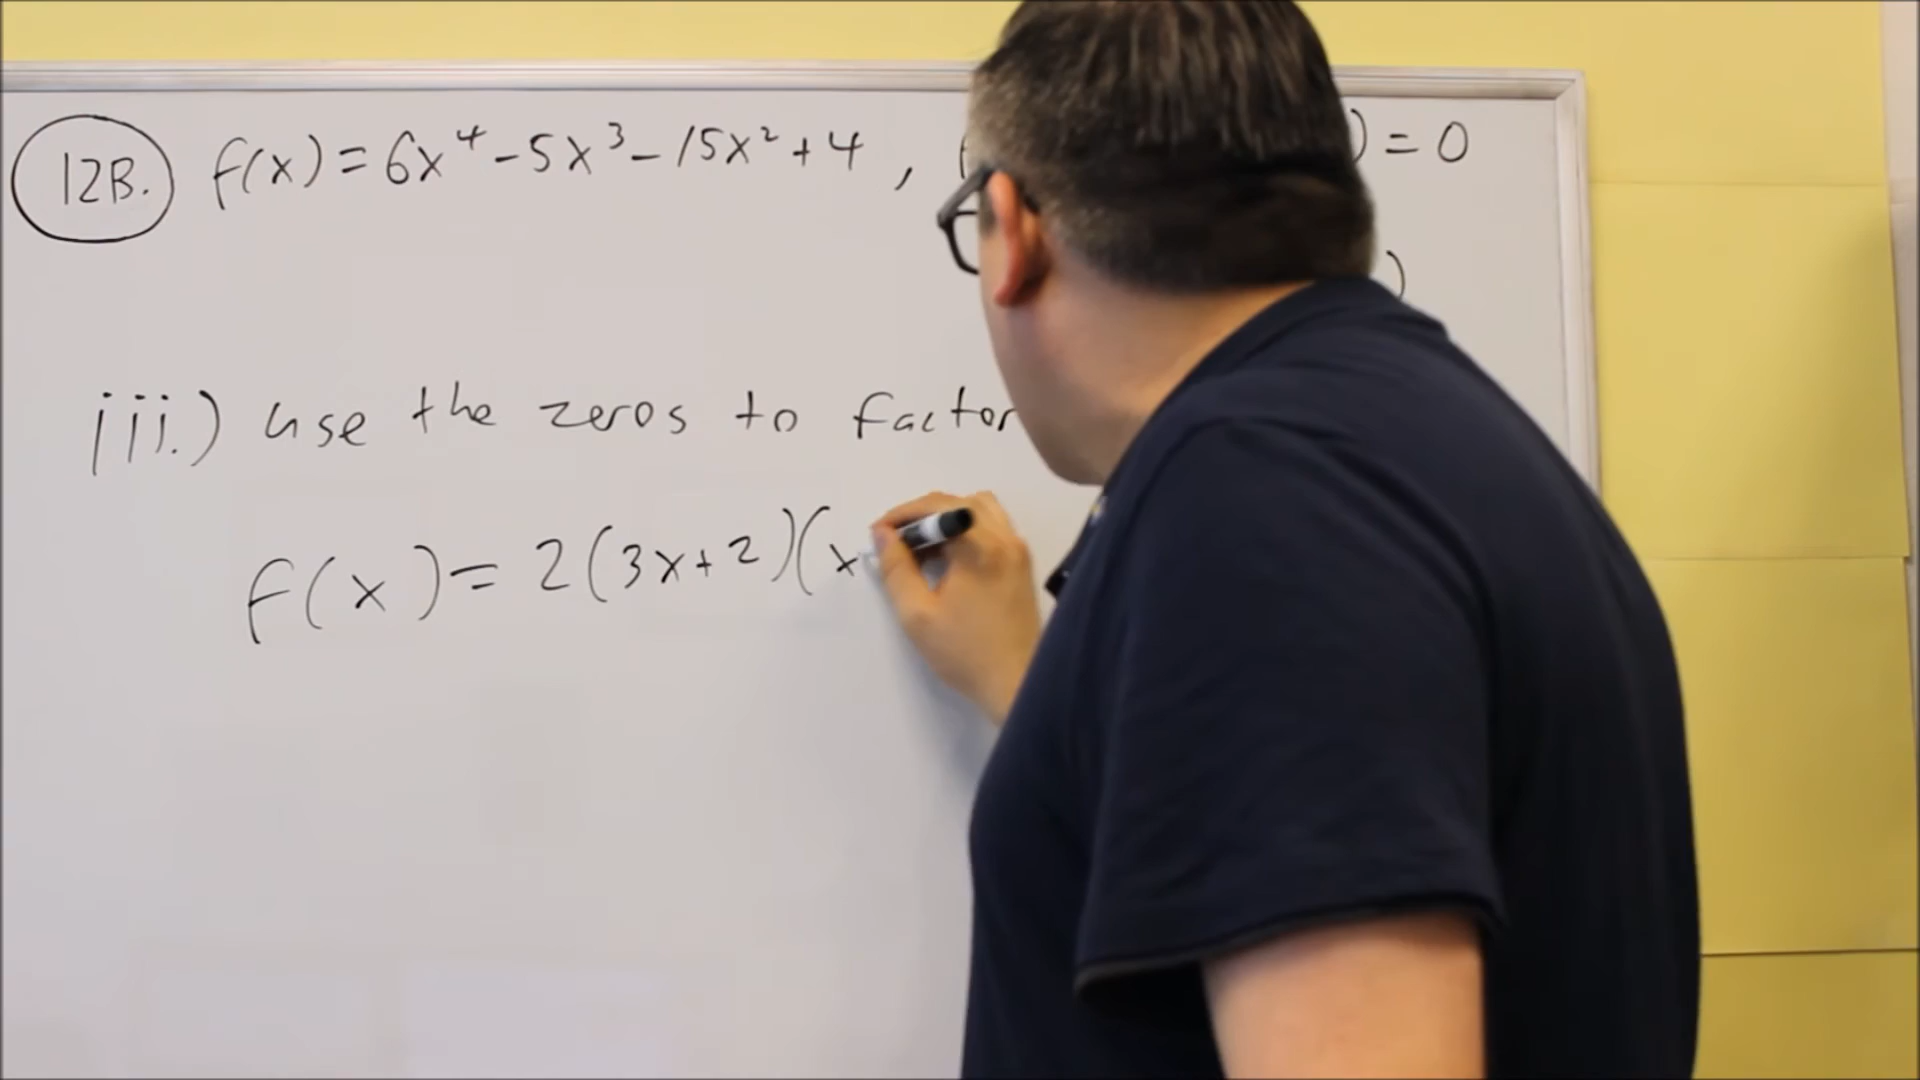 12B. f(x) = 6x⁴ - 5x³ - 15x² + 4 , ) = 0
)
iii.) use the zeros to factor
f(x) = 2(3x+2)(x